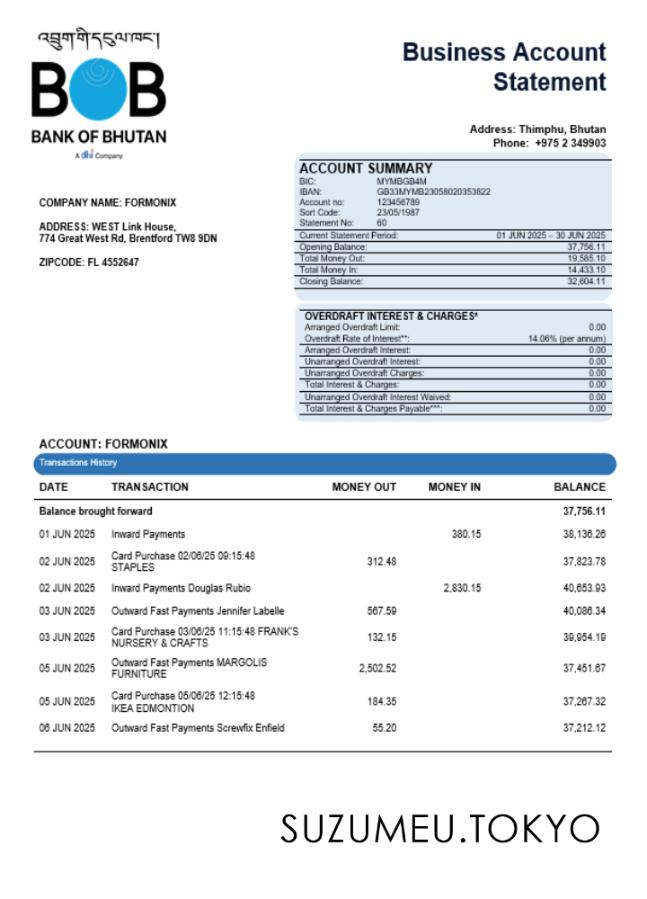 འབྲུག་གི་དངུལ་ཁང་།
BOB
BANK OF BHUTAN
A dhi Company
Business Account
Statement
Address: Thimphu, Bhutan
Phone: +975 2 349903
COMPANY NAME: FORMONIX
ADDRESS: WEST Link House,
774 Great West Rd, Brentford TW8 9DN
ZIPCODE: FL 4552647
ACCOUNT SUMMARY
BIC: MYMBGB4M
IBAN: GB33MYMB23058020353822
Account no: 123456789
Sort Code: 23/05/1987
Statement No: 60
Current Statement Period: 01 JUN 2025 – 30 JUN 2025
Opening Balance: 37,756.11
Total Money Out: 19,585.10
Total Money In: 14,433.10
Closing Balance: 32,604.11
OVERDRAFT INTEREST & CHARGES*
Arranged Overdraft Limit: 0.00
Overdraft Rate of Interest**: 14.06% (per annum)
Arranged Overdraft Interest: 0.00
Unarranged Overdraft Interest: 0.00
Unarranged Overdraft Charges: 0.00
Total Interest & Charges: 0.00
Unarranged Overdraft Interest Waived: 0.00
Total Interest & Charges Payable***: 0.00
ACCOUNT: FORMONIX
Transactions History
DATE TRANSACTION MONEY OUT MONEY IN BALANCE
Balance brought forward 37,756.11
01 JUN 2025 Inward Payments 380.15 38,136.26
02 JUN 2025 Card Purchase 02/06/25 09:15:48 312.48 37,823.78
STAPLES
02 JUN 2025 Inward Payments Douglas Rubio 2,830.15 40,653.93
03 JUN 2025 Outward Fast Payments Jennifer Labelle 567.59 40,086.34
03 JUN 2025 Card Purchase 03/06/25 11:15:48 FRANK'S 132.15 39,954.19
NURSERY & CRAFTS
05 JUN 2025 Outward Fast Payments MARGOLIS 2,502.52 37,451.67
FURNITURE
05 JUN 2025 Card Purchase 05/06/25 12:15:48 184.35 37,267.32
IKEA EDMONTION
06 JUN 2025 Outward Fast Payments Screwfix Enfield 55.20 37,212.12
SUZUMEU.TOKYO